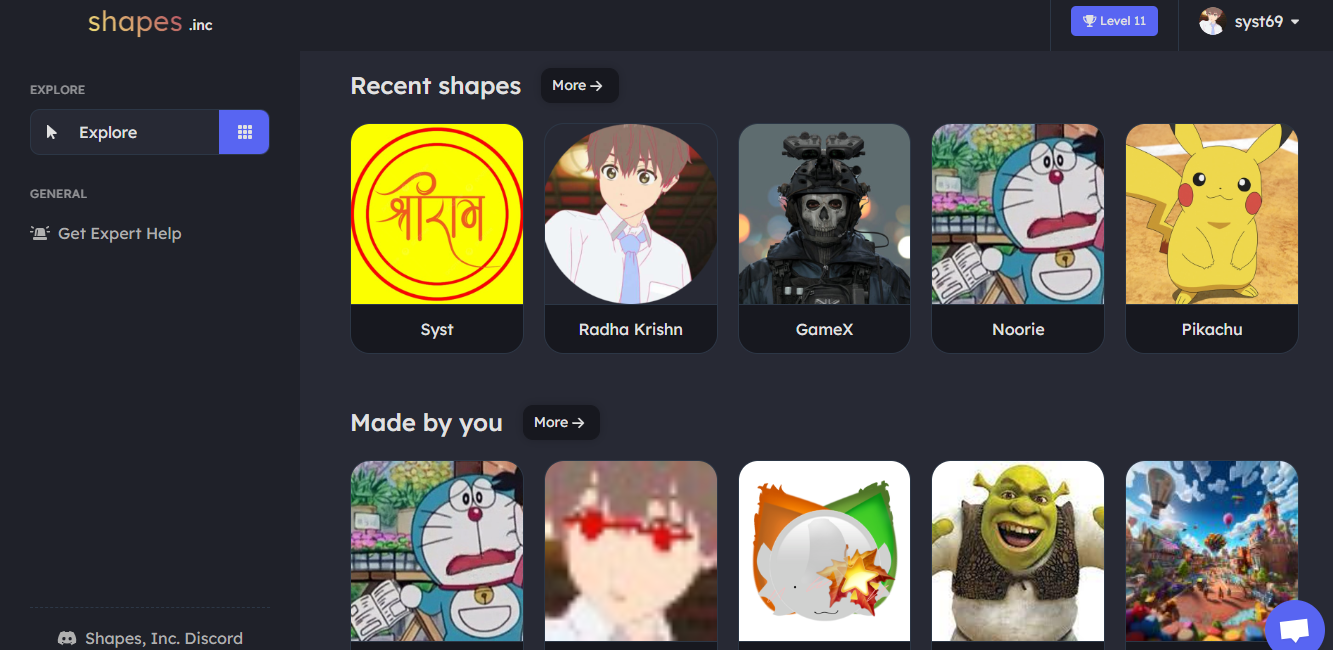 shapes .inc
Level 11
syst69
EXPLORE
Explore
GENERAL
Get Expert Help
Shapes, Inc. Discord
Recent shapes
More →
श्रीराम
Syst
Radha Krishn
GameX
Noorie
Pikachu
Made by you
More →